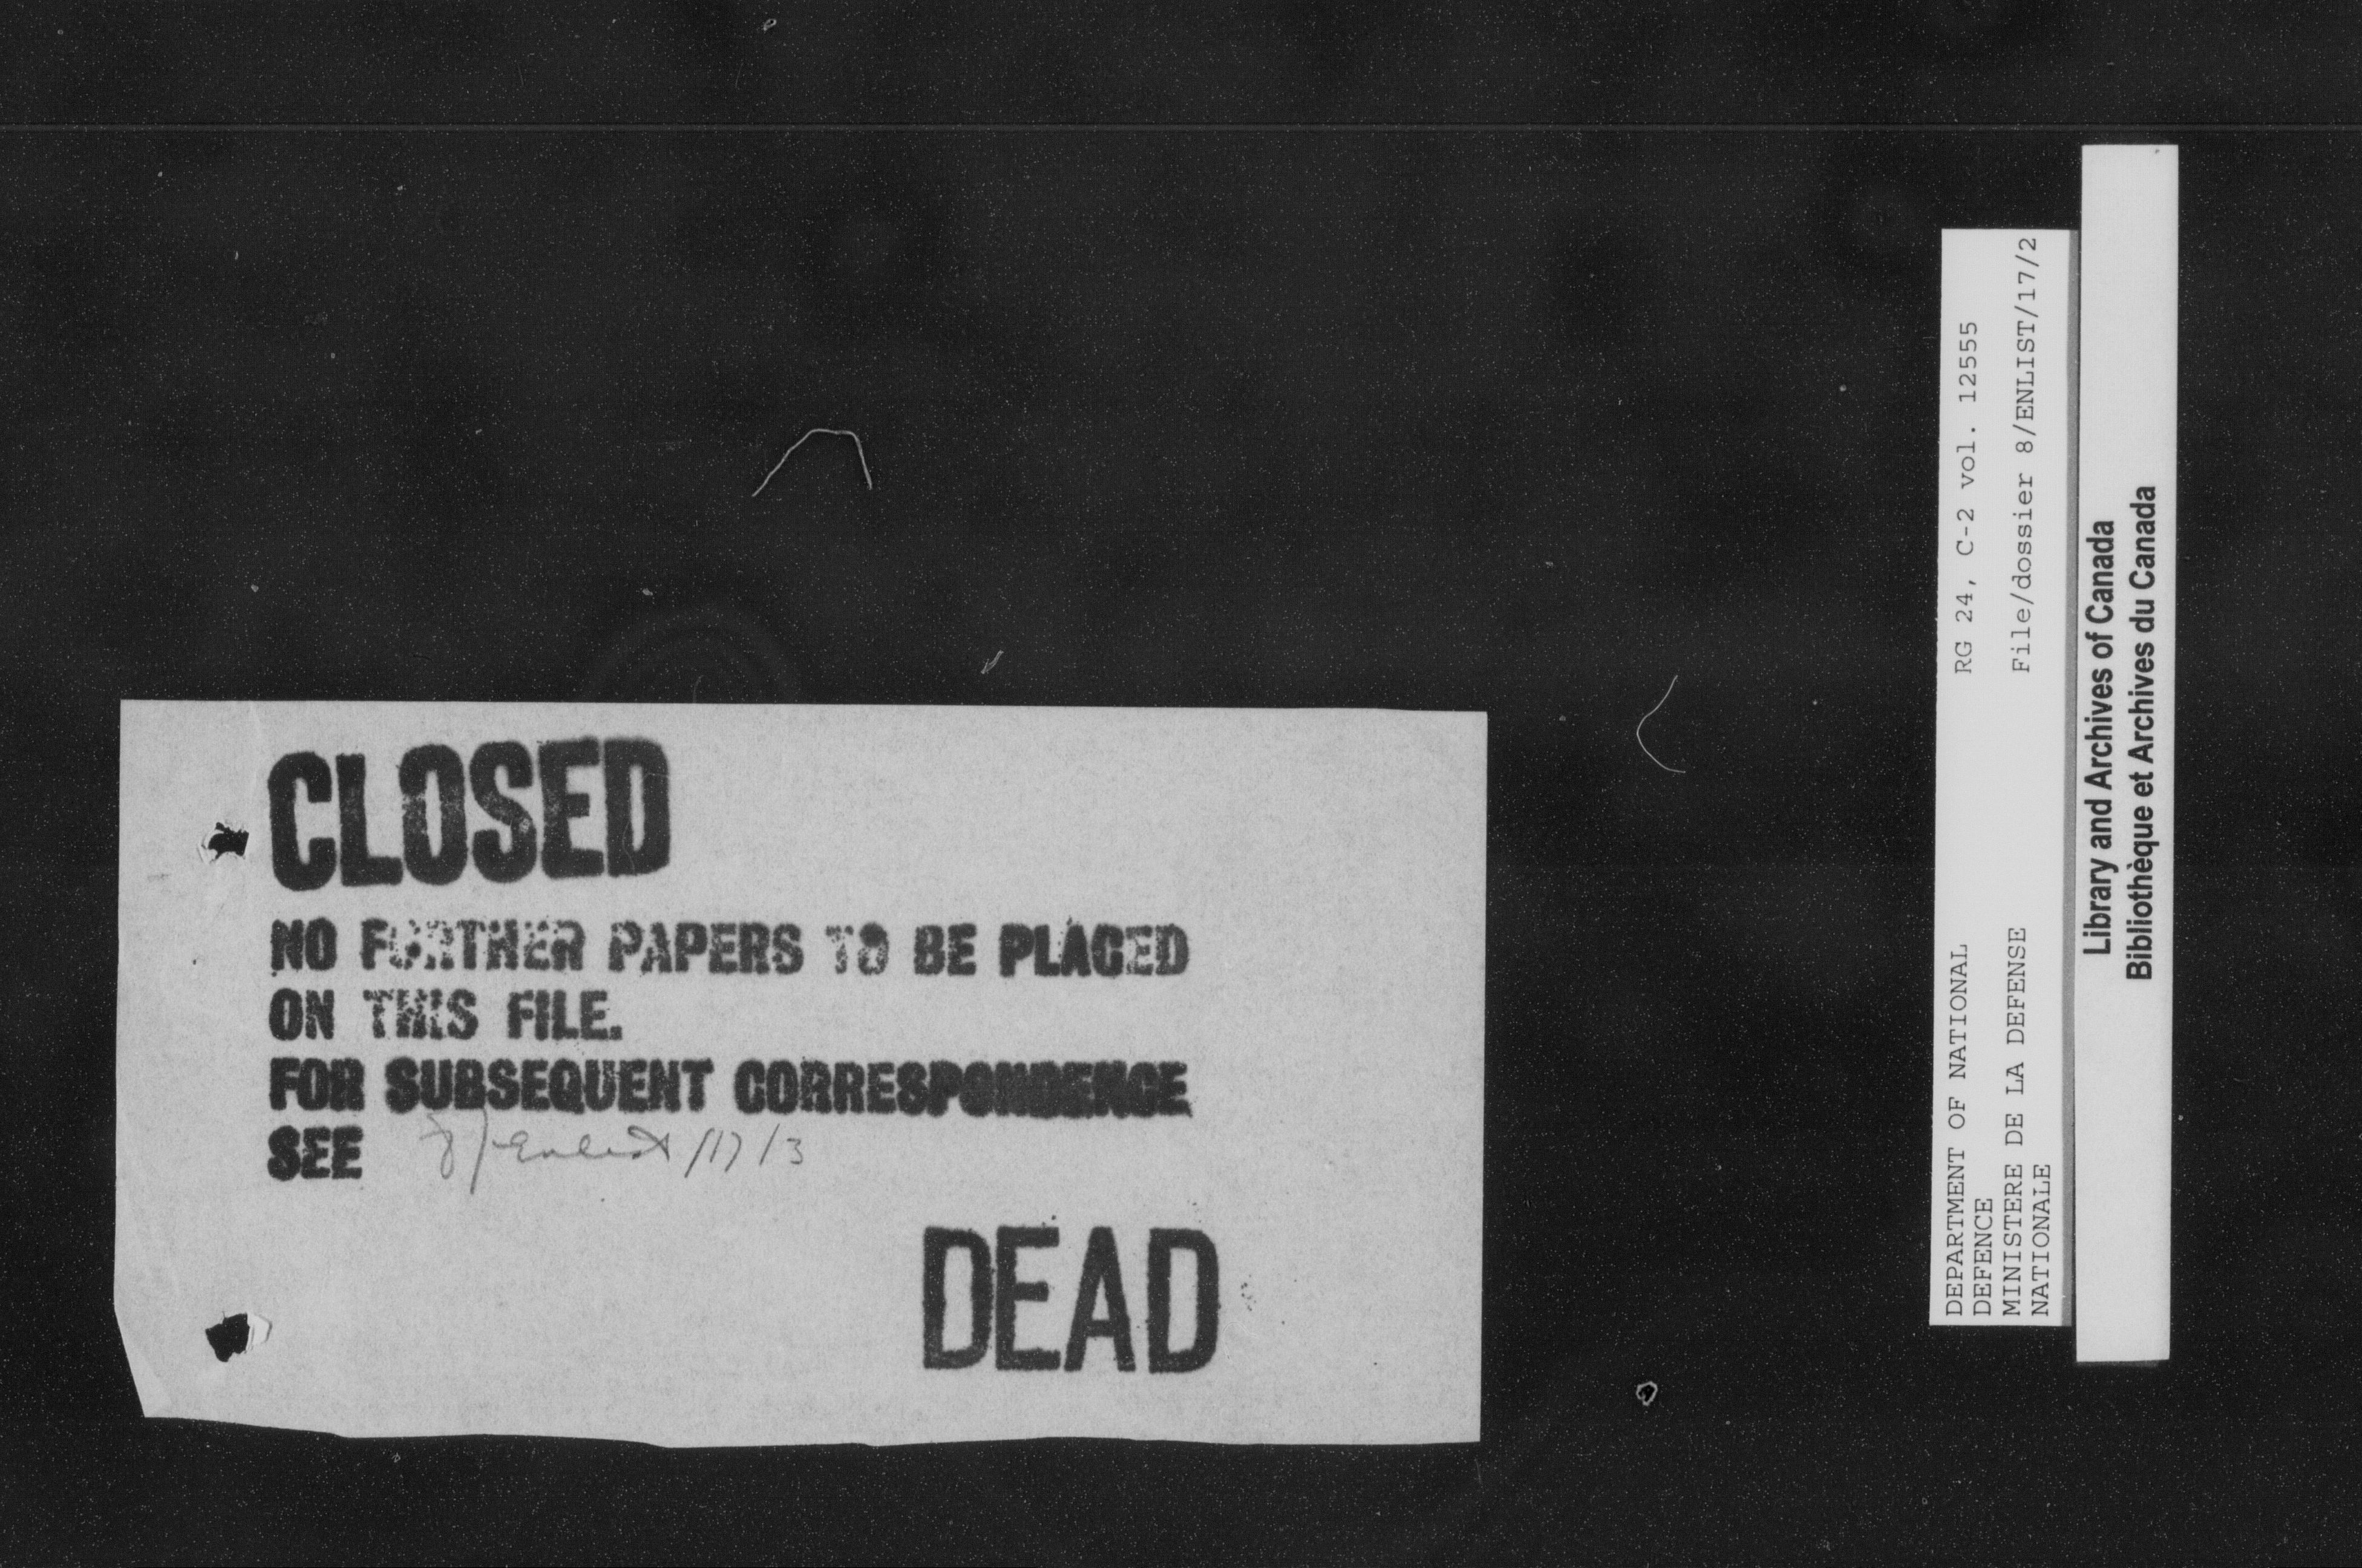 CLOSED
NO FURTHER PAPERS TO BE PLACED
ON THIS FILE.
FOR SUBSEQUENT CORRESPONDENCE
SEE 8/Enlist/17/3
DEAD
DEPARTMENT OF NATIONAL
DEFENCE
MINISTERE DE LA DEFENSE
NATIONALE
RG 24, C-2 vol. 12555
File/dossier 8/ENLIST/17/2
Library and Archives of Canada
Bibliothèque et Archives du Canada